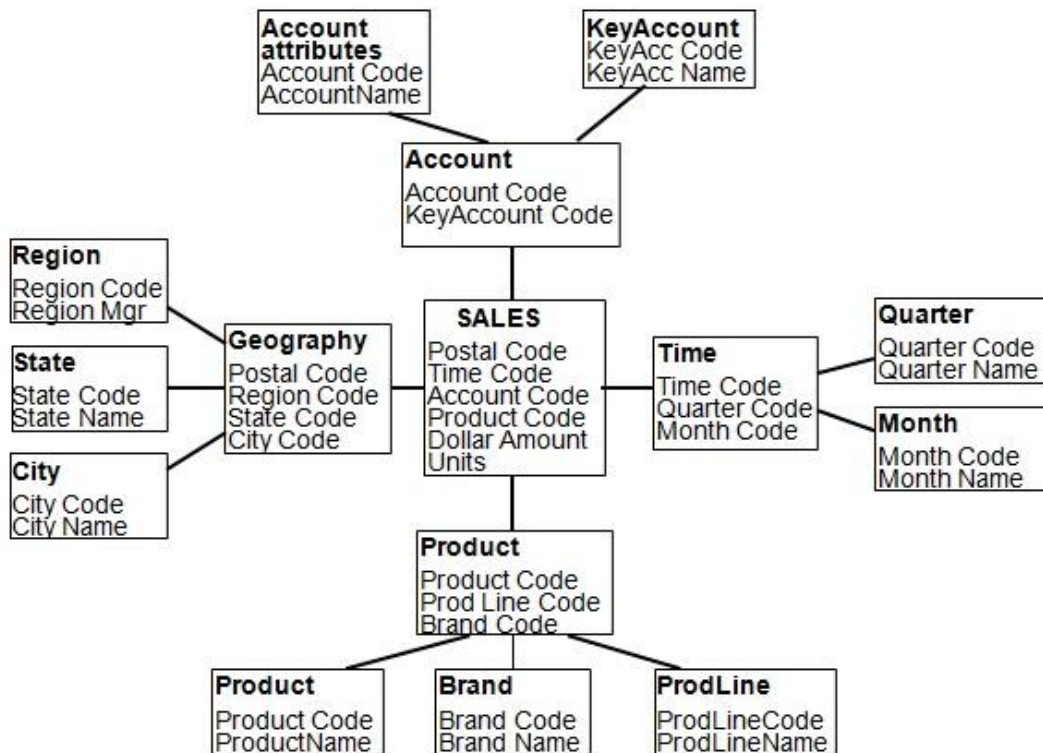 Account
attributes
Account Code
AccountName
KeyAccount
KeyAcc Code
KeyAcc Name
Account
Account Code
KeyAccount Code
Region
Region Code
Region Mgr
State
State Code
State Name
City
City Code
City Name
Geography
Postal Code
Region Code
State Code
City Code
SALES
Postal Code
Time Code
Account Code
Product Code
Dollar Amount
Units
Time
Time Code
Quarter Code
Month Code
Quarter
Quarter Code
Quarter Name
Month
Month Code
Month Name
Product
Product Code
Prod Line Code
Brand Code
Product
Product Code
ProductName
Brand
Brand Code
Brand Name
ProdLine
ProdLineCode
ProdLineName